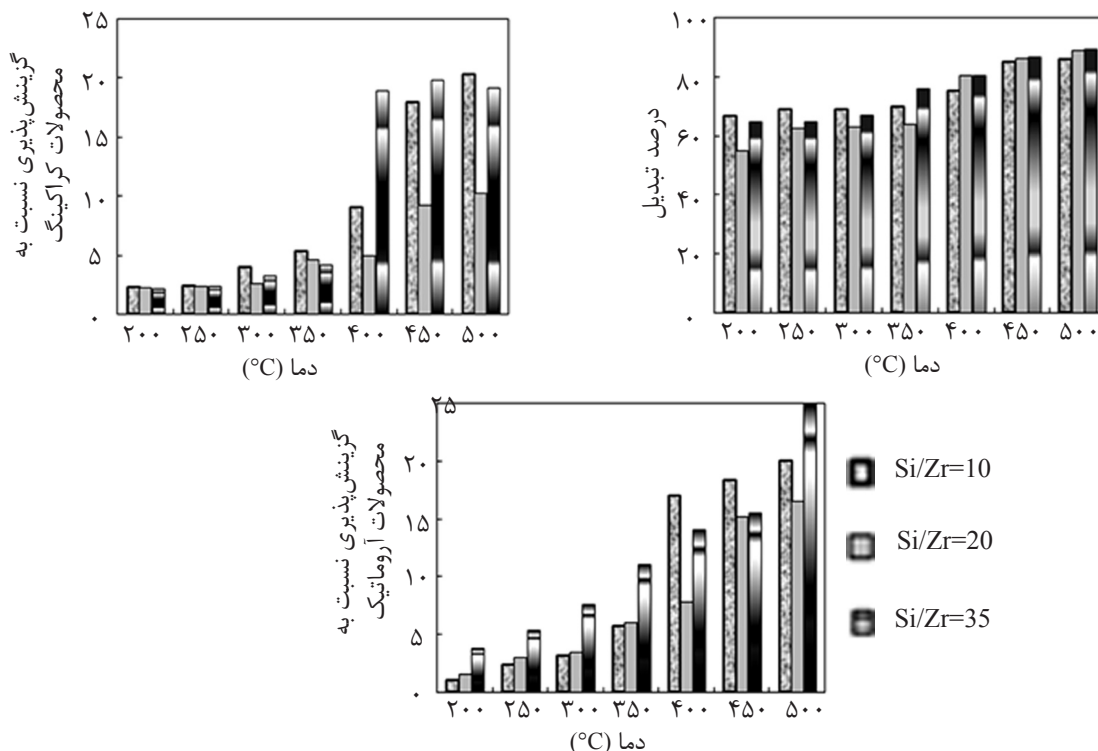 گزینش‌پذیری نسبت به
محصولات کراکینگ
۲۵
۲۰
۱۵
۱۰
۵
۰
۲۰۰ ۲۵۰ ۳۰۰ ۳۵۰ ۴۰۰ ۴۵۰ ۵۰۰
دما (°C)
درصد تبدیل
۱۰۰
۸۰
۶۰
۴۰
۲۰
۰
۲۰۰ ۲۵۰ ۳۰۰ ۳۵۰ ۴۰۰ ۴۵۰ ۵۰۰
دما (°C)
گزینش‌پذیری نسبت به
محصولات آروماتیک
۲۵
۲۰
۱۵
۱۰
۵
۰
۲۰۰ ۲۵۰ ۳۰۰ ۳۵۰ ۴۰۰ ۴۵۰ ۵۰۰
دما (°C)
Si/Zr=10
Si/Zr=20
Si/Zr=35